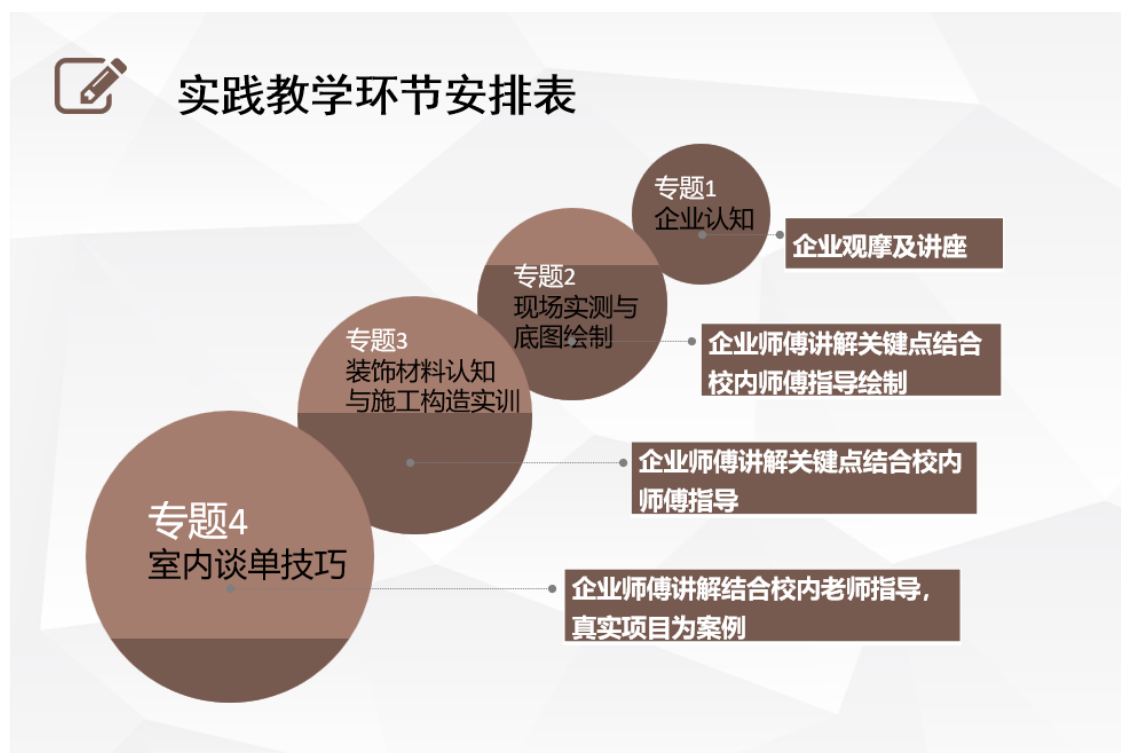 实践教学环节安排表
专题1
企业认知
企业观摩及讲座
专题2
现场实测与
底图绘制
企业师傅讲解关键点结合
校内师傅指导绘制
专题3
装饰材料认知
与施工构造实训
企业师傅讲解关键点结合校内
师傅指导
专题4
室内谈单技巧
企业师傅讲解结合校内老师指导，
真实项目为案例